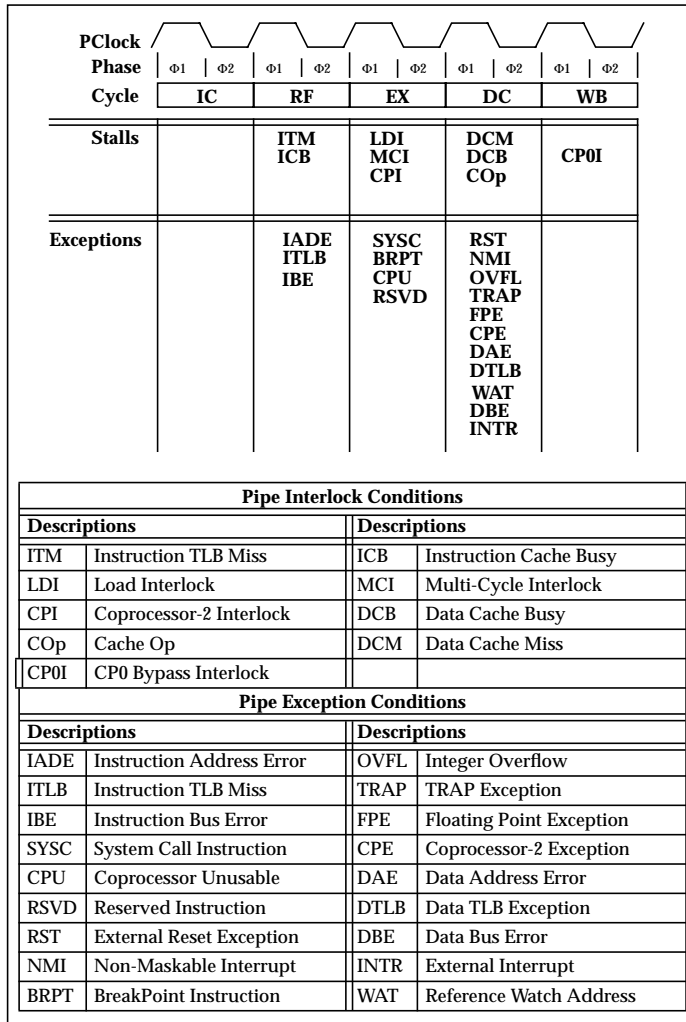 PClock
Phase Φ1 Φ2 Φ1 Φ2 Φ1 Φ2 Φ1 Φ2 Φ1 Φ2
Cycle IC RF EX DC WB
Stalls ITM LDI DCM
ICB MCI DCB CP0I
CPI COp
Exceptions IADE SYSC RST
ITLB BRPT NMI
IBE CPU OVFL
RSVD TRAP
FPE
CPE
DAE
DTLB
WAT
DBE
INTR
Pipe Interlock Conditions
Descriptions Descriptions
ITM Instruction TLB Miss ICB Instruction Cache Busy
LDI Load Interlock MCI Multi-Cycle Interlock
CPI Coprocessor-2 Interlock DCB Data Cache Busy
COp Cache Op DCM Data Cache Miss
CP0I CP0 Bypass Interlock
Pipe Exception Conditions
Descriptions Descriptions
IADE Instruction Address Error OVFL Integer Overflow
ITLB Instruction TLB Miss TRAP TRAP Exception
IBE Instruction Bus Error FPE Floating Point Exception
SYSC System Call Instruction CPE Coprocessor-2 Exception
CPU Coprocessor Unusable DAE Data Address Error
RSVD Reserved Instruction DTLB Data TLB Exception
RST External Reset Exception DBE Data Bus Error
NMI Non-Maskable Interrupt INTR External Interrupt
BRPT BreakPoint Instruction WAT Reference Watch Address